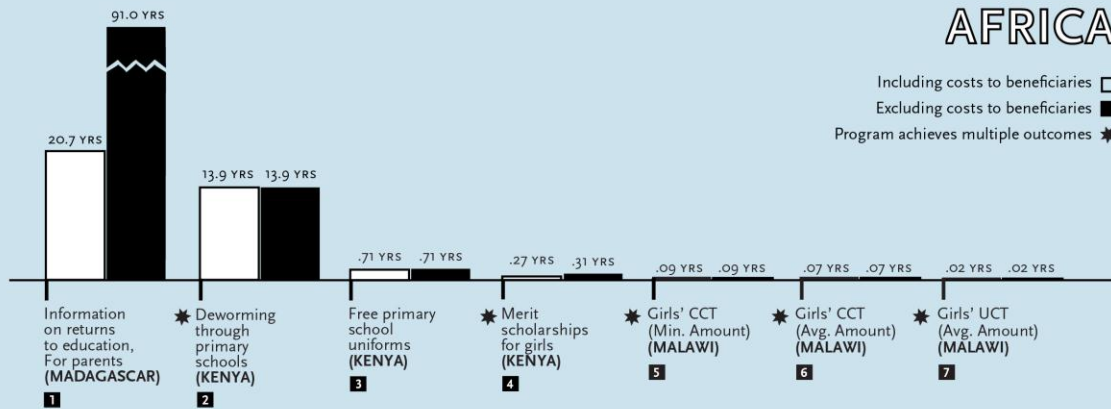 AFRICA
Including costs to beneficiaries
Excluding costs to beneficiaries
Program achieves multiple outcomes
91.0 YRS
20.7 YRS
13.9 YRS 13.9 YRS
.71 YRS .71 YRS
.27 YRS .31 YRS
.09 YRS .09 YRS
.07 YRS .07 YRS
.02 YRS .02 YRS
Information
on returns
to education,
For parents
(MADAGASCAR)
1
Deworming
through
primary
schools
(KENYA)
2
Free primary
school
uniforms
(KENYA)
3
Merit
scholarships
for girls
(KENYA)
4
Girls' CCT
(Min. Amount)
(MALAWI)
5
Girls' CCT
(Avg. Amount)
(MALAWI)
6
Girls' UCT
(Avg. Amount)
(MALAWI)
7